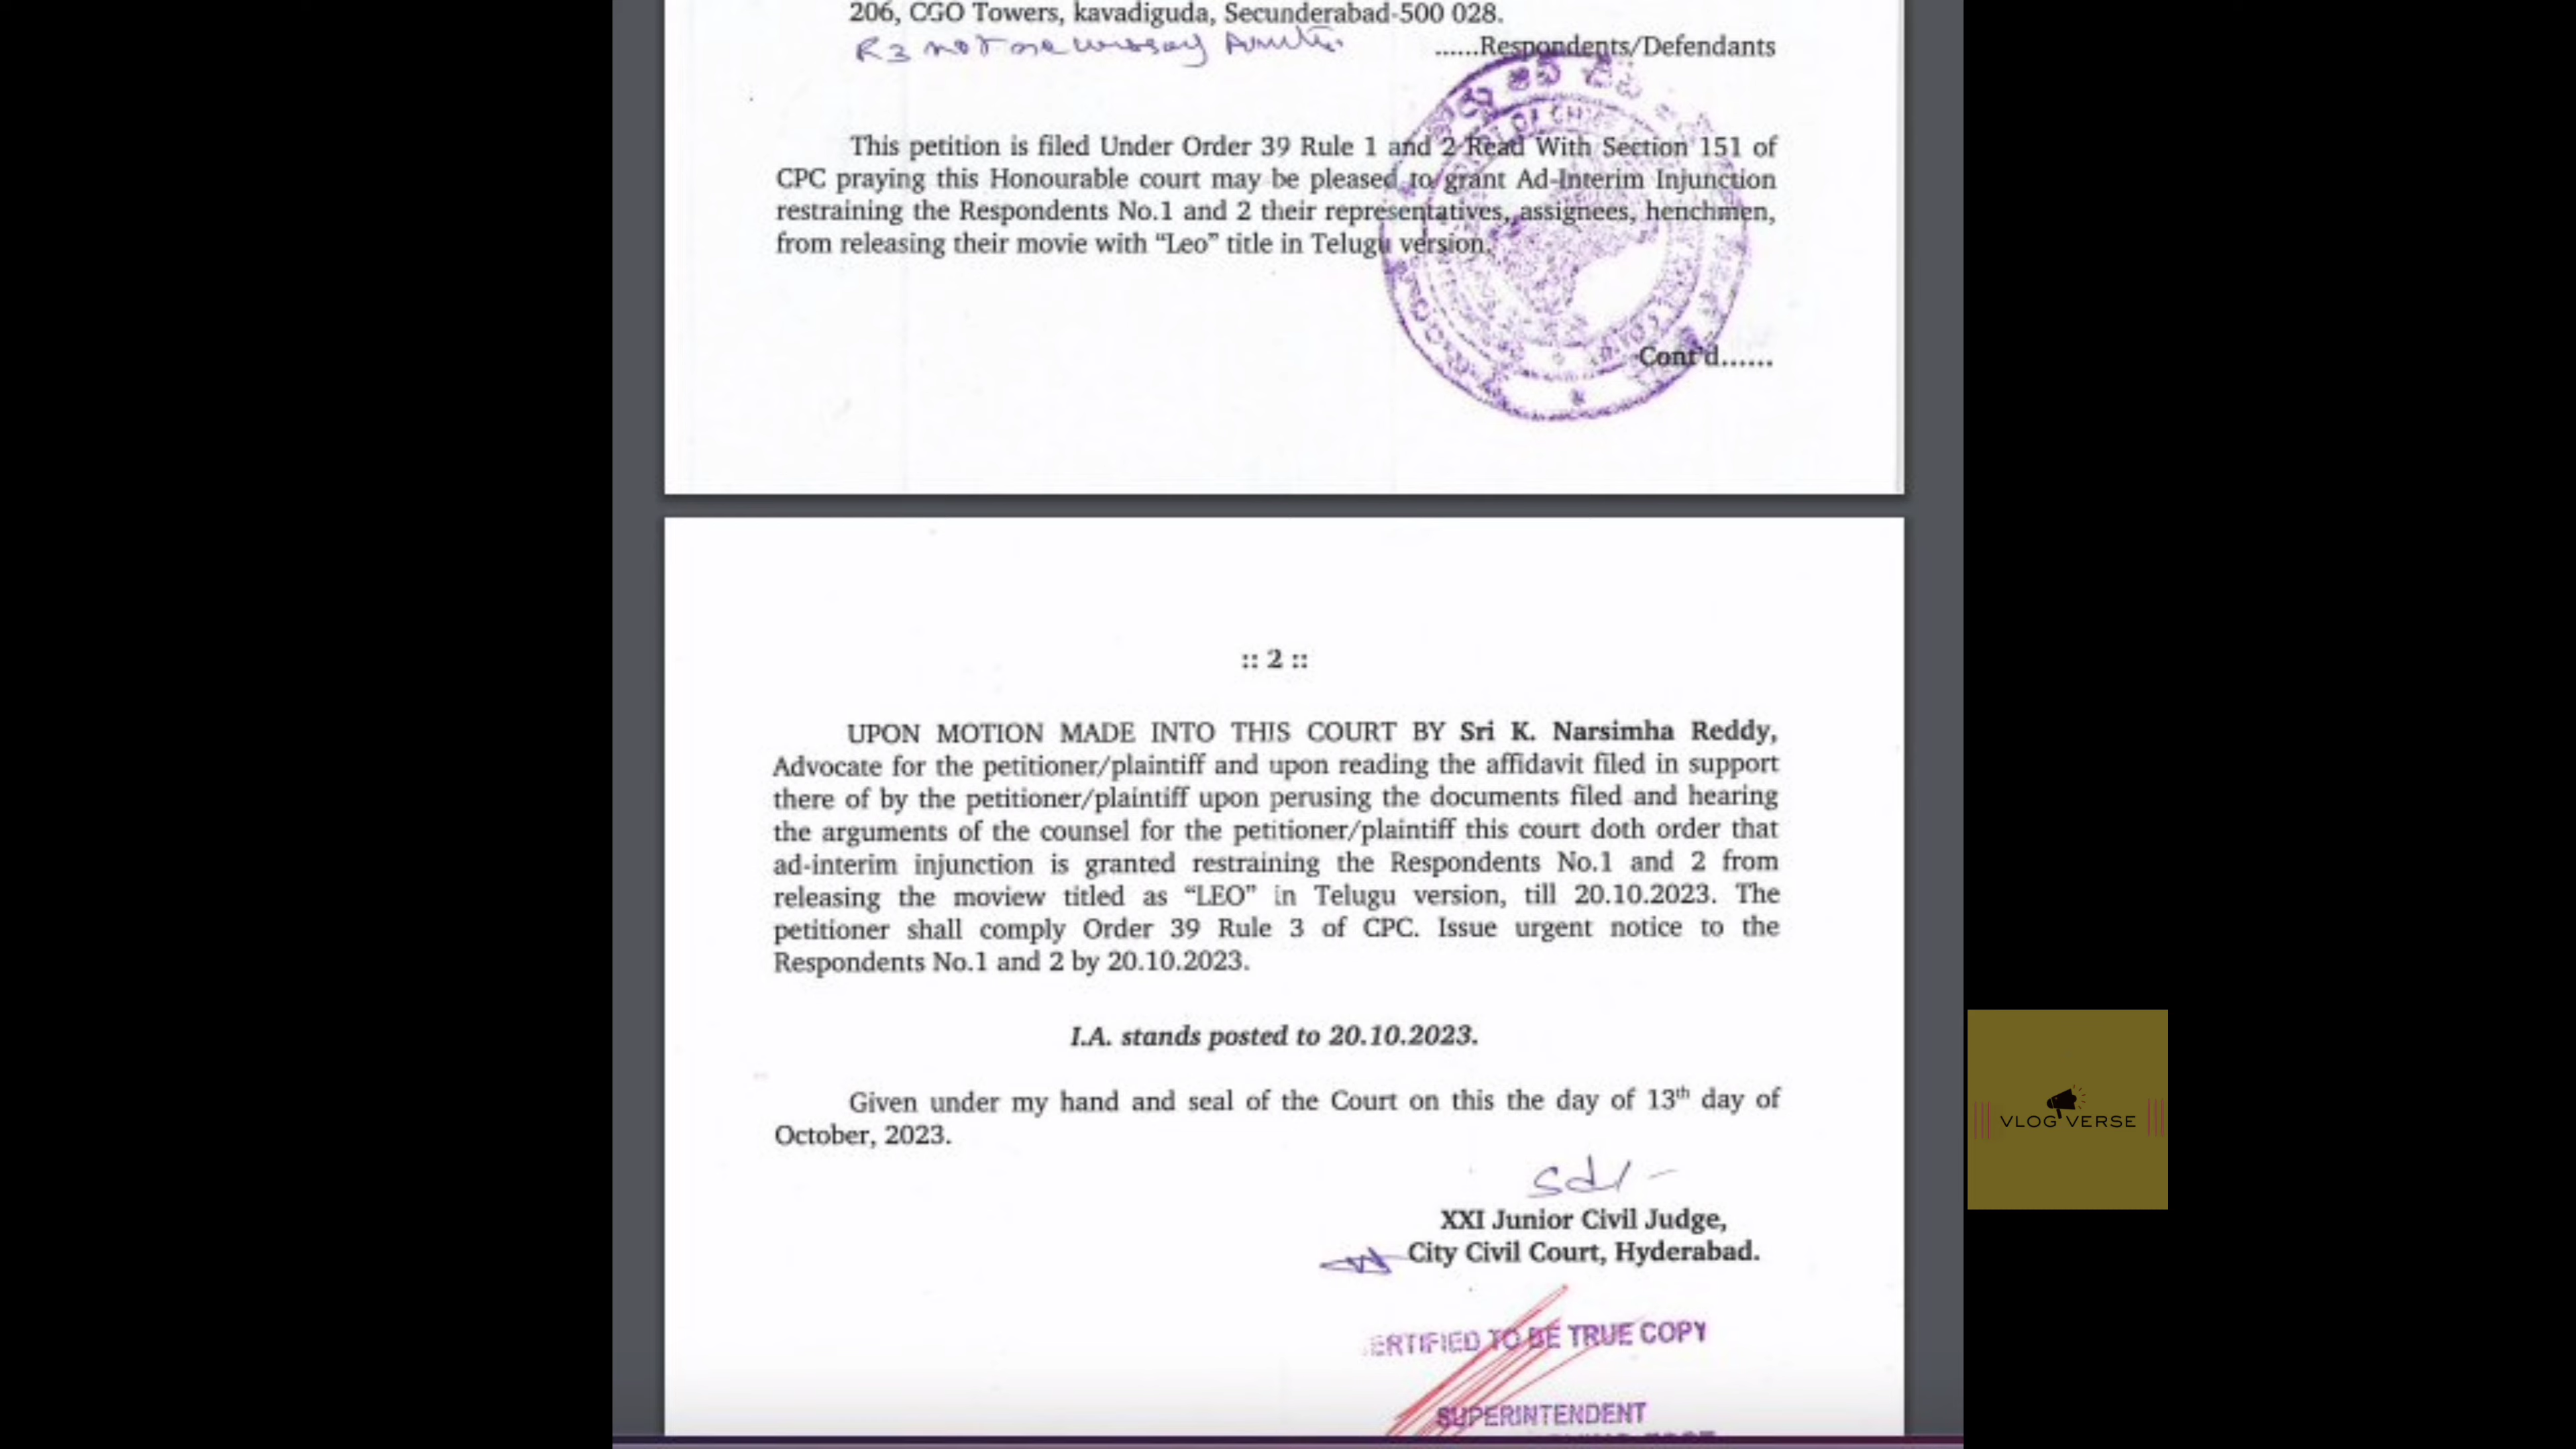 206, CGO Towers, kavadiguda, Secunderabad-500 028.
R3 not necessary
......Respondents/Defendants
This petition is filed Under Order 39 Rule 1 and 2 Read With Section 151 of
CPC praying this Honourable court may be pleased to grant Ad-Interim Injunction
restraining the Respondents No.1 and 2 their representatives, assignees, henchmen,
from releasing their movie with “Leo” title in Telugu version.
Cont'd......
:: 2 ::
UPON MOTION MADE INTO THIS COURT BY Sri K. Narsimha Reddy,
Advocate for the petitioner/plaintiff and upon reading the affidavit filed in support
there of by the petitioner/plaintiff upon perusing the documents filed and hearing
the arguments of the counsel for the petitioner/plaintiff this court doth order that
ad-interim injunction is granted restraining the Respondents No.1 and 2 from
releasing the moview titled as “LEO” in Telugu version, till 20.10.2023. The
petitioner shall comply Order 39 Rule 3 of CPC. Issue urgent notice to the
Respondents No.1 and 2 by 20.10.2023.
I.A. stands posted to 20.10.2023.
Given under my hand and seal of the Court on this the day of 13th day of
October, 2023.
Sd/-
XXI Junior Civil Judge,
City Civil Court, Hyderabad.
ERTIFIED TO BE TRUE COPY
SUPERINTENDENT
VLOG VERSE